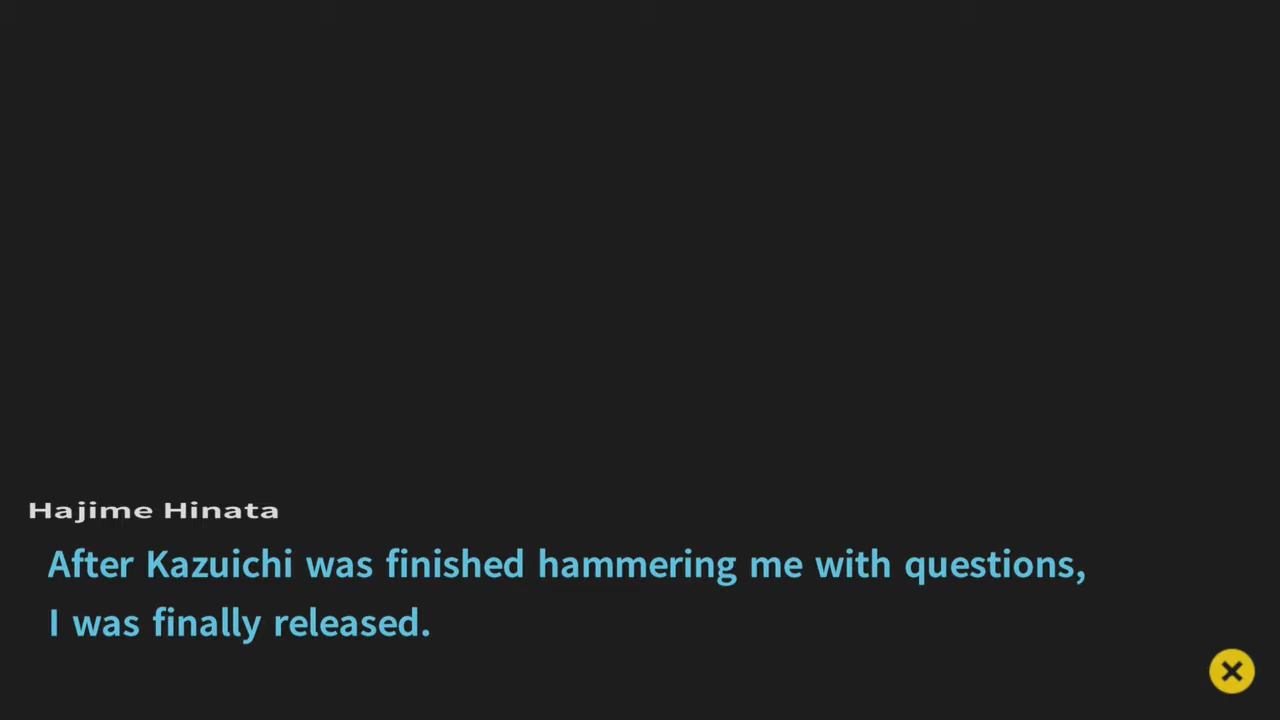 Hajime Hinata
After Kazuichi was finished hammering me with questions,
I was finally released.